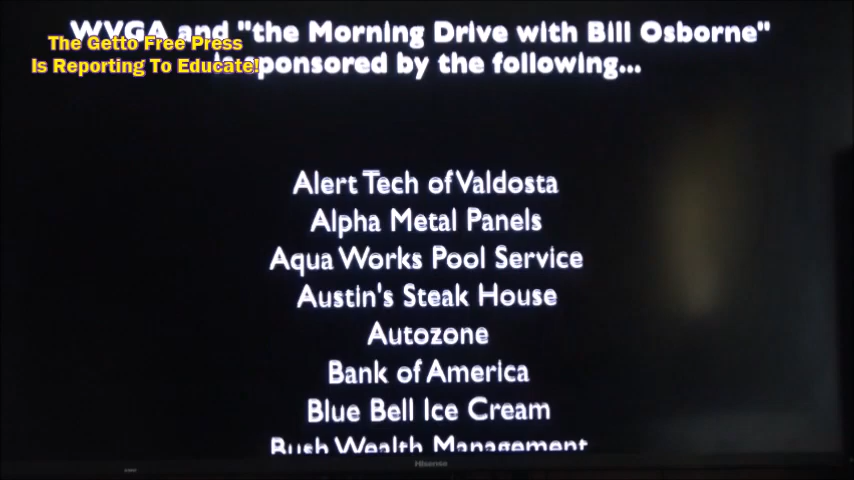 WVGA and "the Morning Drive with Bill Osborne"
is sponsored by the following...
The Getto Free Press
Is Reporting To Educate!
Alert Tech of Valdosta
Alpha Metal Panels
Aqua Works Pool Service
Austin's Steak House
Autozone
Bank of America
Blue Bell Ice Cream
Bush Wealth Management
Hisense